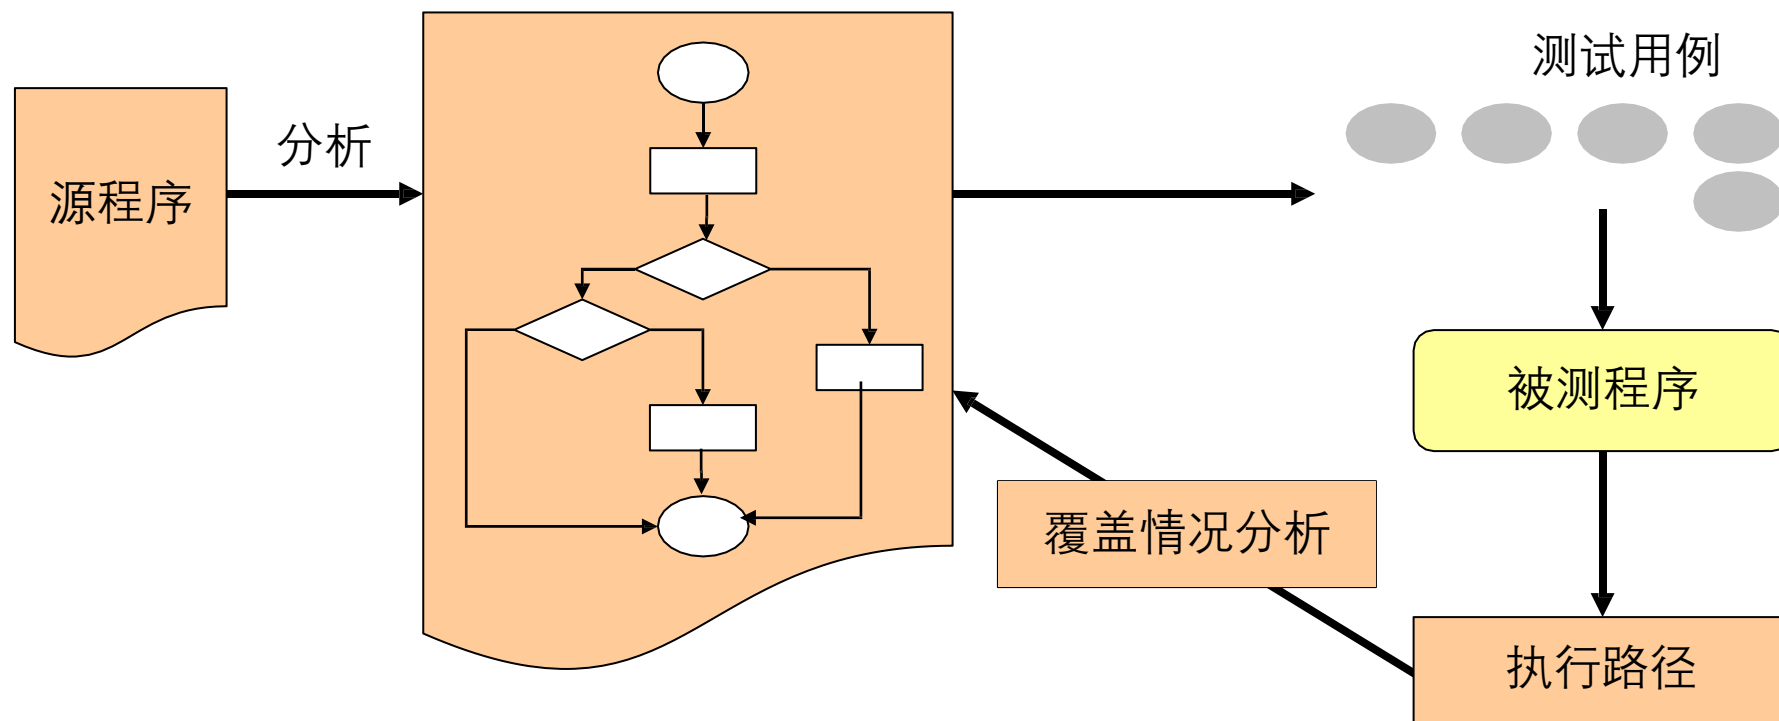 测试用例
分析
源程序
被测程序
覆盖情况分析
执行路径